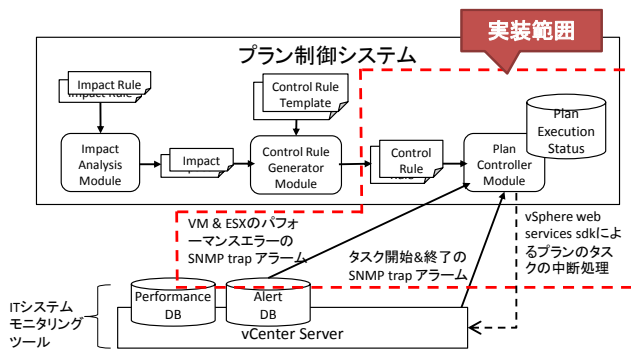 実装範囲
プラン制御システム
Impact Rule
Impact Rule
Control Rule
Template
Plan
Execution
Status
Impact
Analysis
Module
Impact
Control Rule
Generator
Module
Control
Rule
Plan
Controller
Module
VM & ESXのパフォ
ーマンスエラーの
SNMP trap アラーム
タスク開始&終了の
SNMP trap アラーム
vSphere web
services sdkによ
るプランのタス
クの中断処理
ITシステム
モニタリング
ツール
Performance
DB
Alert
DB
vCenter Server